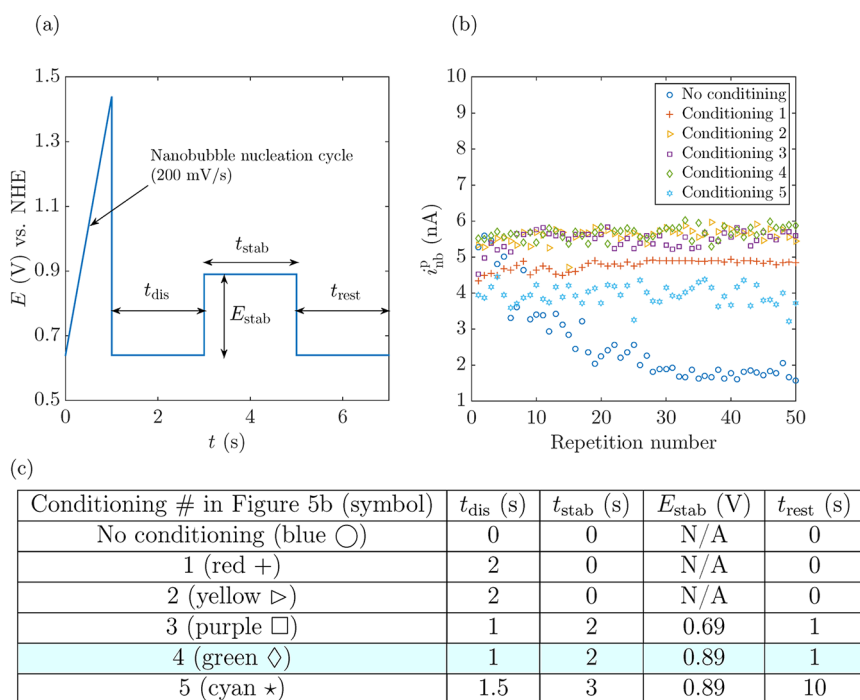 (a)
E (V) vs. NHE
1.5
1.3
1.1
0.9
0.7
0.5
Nanobubble nucleation cycle
(200 mV/s)
t_stab
t_dis
E_stab
t_rest
0 2 4 6
t (s)
(b)
i^p_nb (nA)
10
9
8
7
6
5
4
3
2
1
No conditining
Conditioning 1
Conditioning 2
Conditioning 3
Conditioning 4
Conditioning 5
0 10 20 30 40 50
Repetition number
(c)
Conditioning # in Figure 5b (symbol) t_dis (s) t_stab (s) E_stab (V) t_rest (s)
No conditioning (blue ◯) 0 0 N/A 0
1 (red +) 2 0 N/A 0
2 (yellow ▷) 2 0 N/A 0
3 (purple □) 1 2 0.69 1
4 (green ◊) 1 2 0.89 1
5 (cyan ⋆) 1.5 3 0.89 10